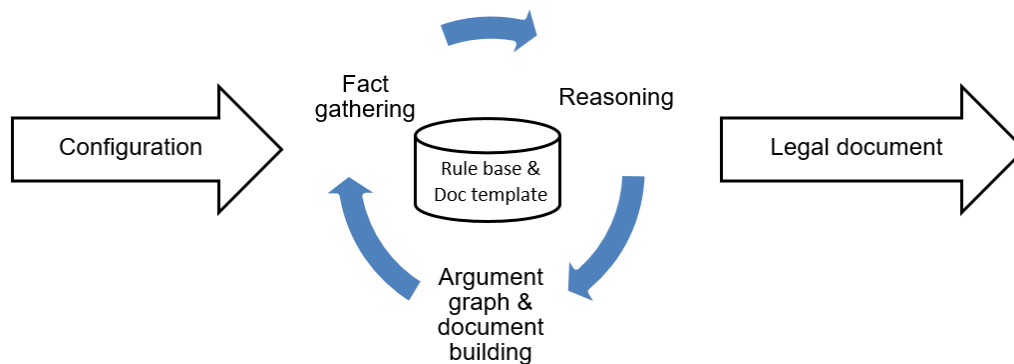 Configuration
Fact
gathering
Reasoning
Rule base &
Doc template
Argument
graph &
document
building
Legal document